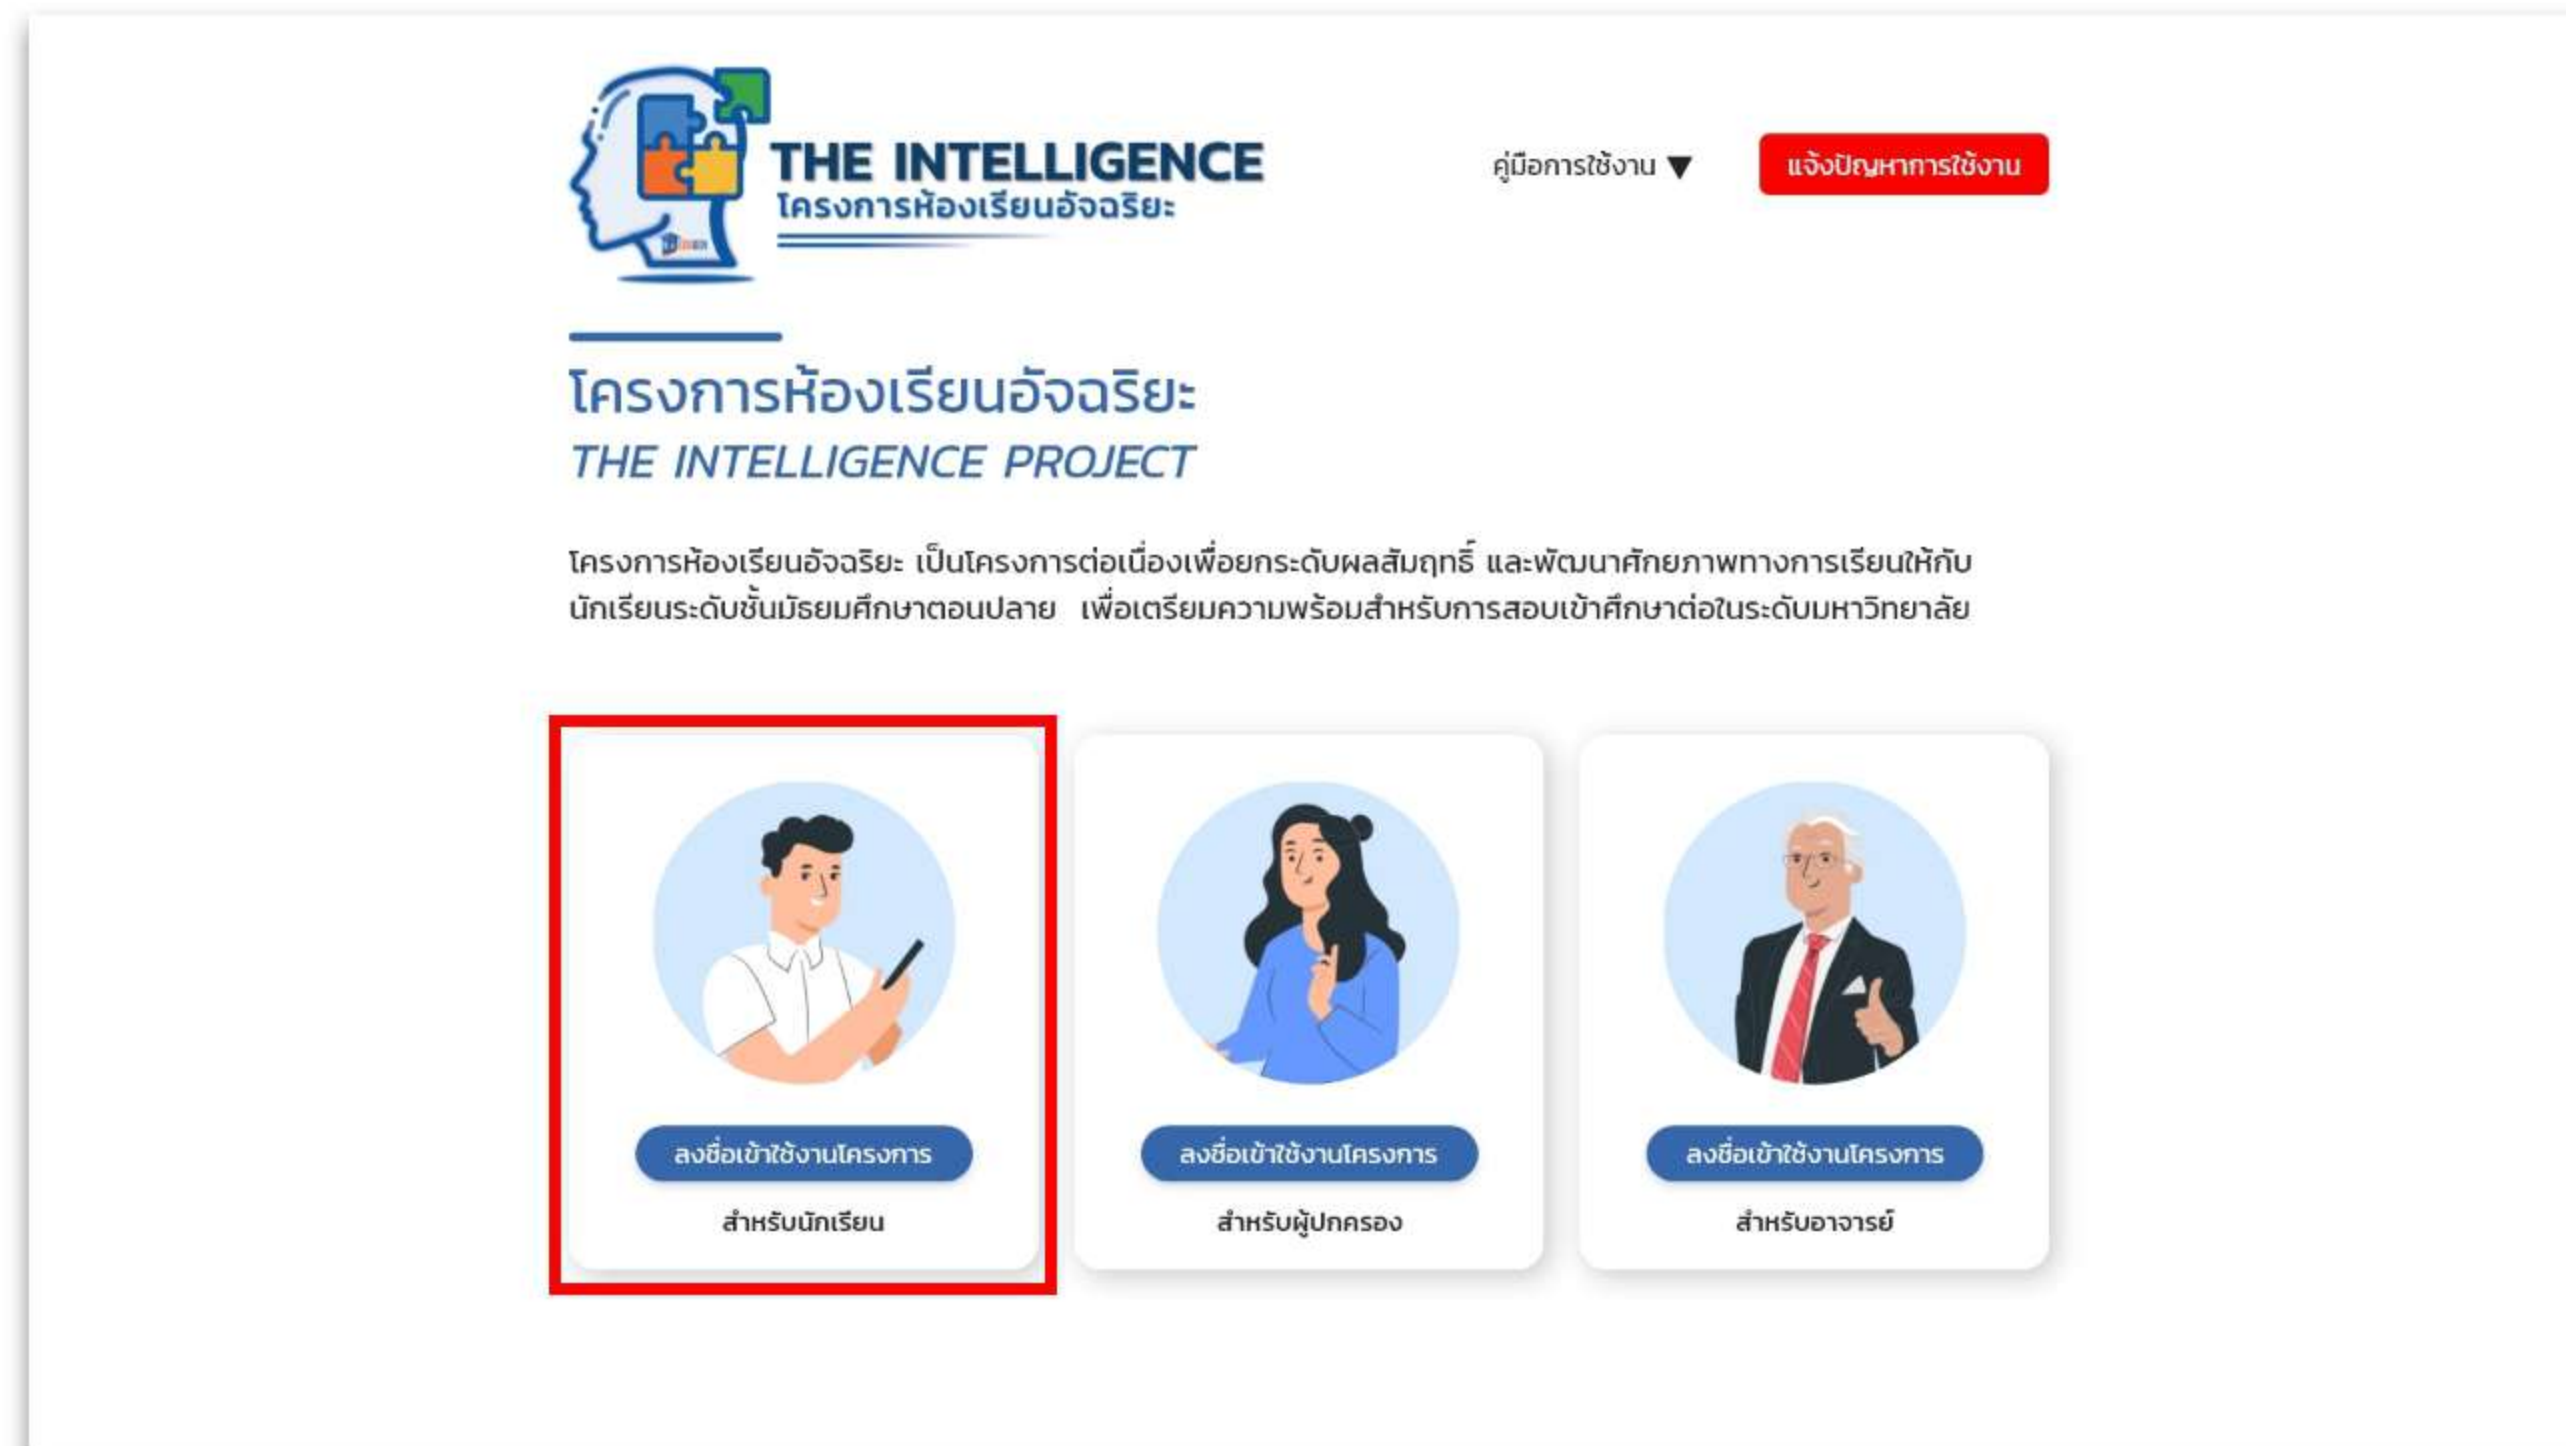 THE INTELLIGENCE
โครงการห้องเรียนอัจฉริยะ
คู่มือการใช้งาน ▼
แจ้งปัญหาการใช้งาน
โครงการห้องเรียนอัจฉริยะ
THE INTELLIGENCE PROJECT
โครงการห้องเรียนอัจฉริยะ เป็นโครงการต่อเนื่องเพื่อยกระดับผลสัมฤทธิ์ และพัฒนาศักยภาพทางการเรียนให้กับ
นักเรียนระดับชั้นมัธยมศึกษาตอนปลาย เพื่อเตรียมความพร้อมสำหรับการสอบเข้าศึกษาต่อในระดับมหาวิทยาลัย
ลงชื่อเข้าใช้งานโครงการ
สำหรับนักเรียน
ลงชื่อเข้าใช้งานโครงการ
สำหรับผู้ปกครอง
ลงชื่อเข้าใช้งานโครงการ
สำหรับอาจารย์